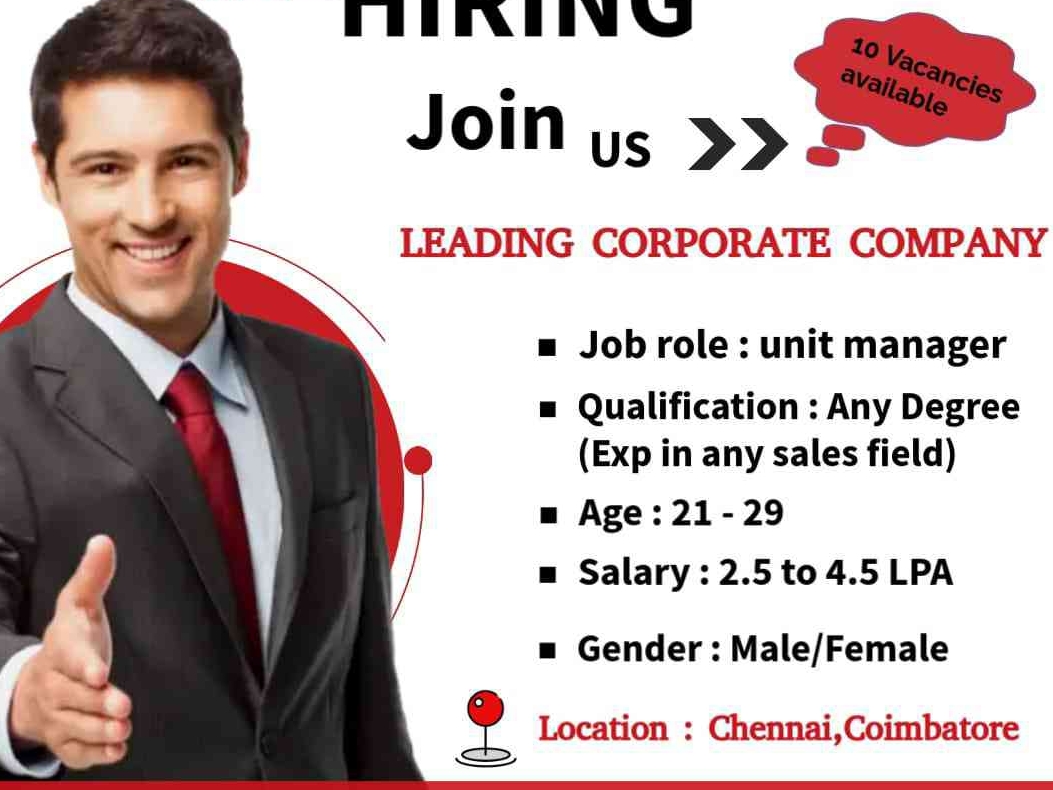 HIRING
Join us
10 Vacancies
available
LEADING CORPORATE COMPANY
Job role : unit manager
Qualification : Any Degree
(Exp in any sales field)
Age : 21 - 29
Salary : 2.5 to 4.5 LPA
Gender : Male/Female
Location : Chennai,Coimbatore